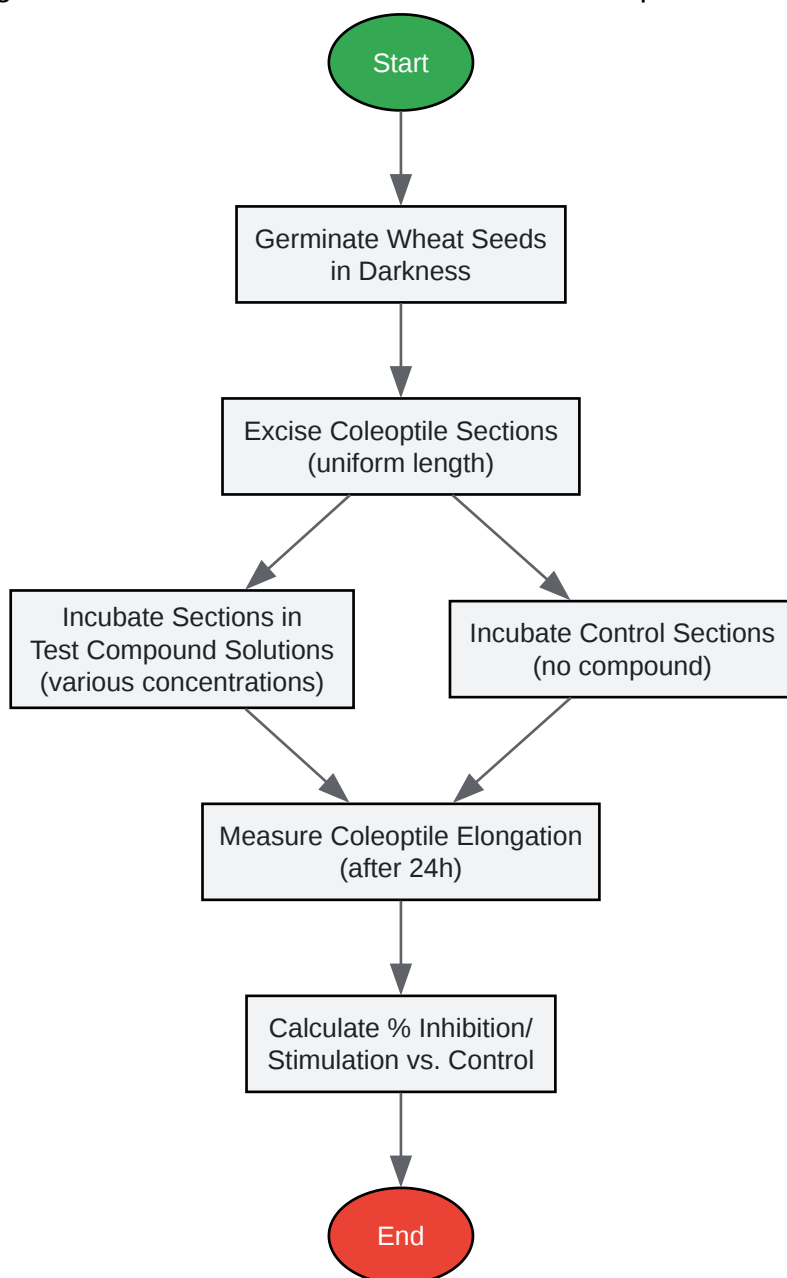 Start
Germinate Wheat Seeds
in Darkness
Excise Coleoptile Sections
(uniform length)
Incubate Sections in
Test Compound Solutions
(various concentrations)
Incubate Control Sections
(no compound)
Measure Coleoptile Elongation
(after 24h)
Calculate % Inhibition/
Stimulation vs. Control
End